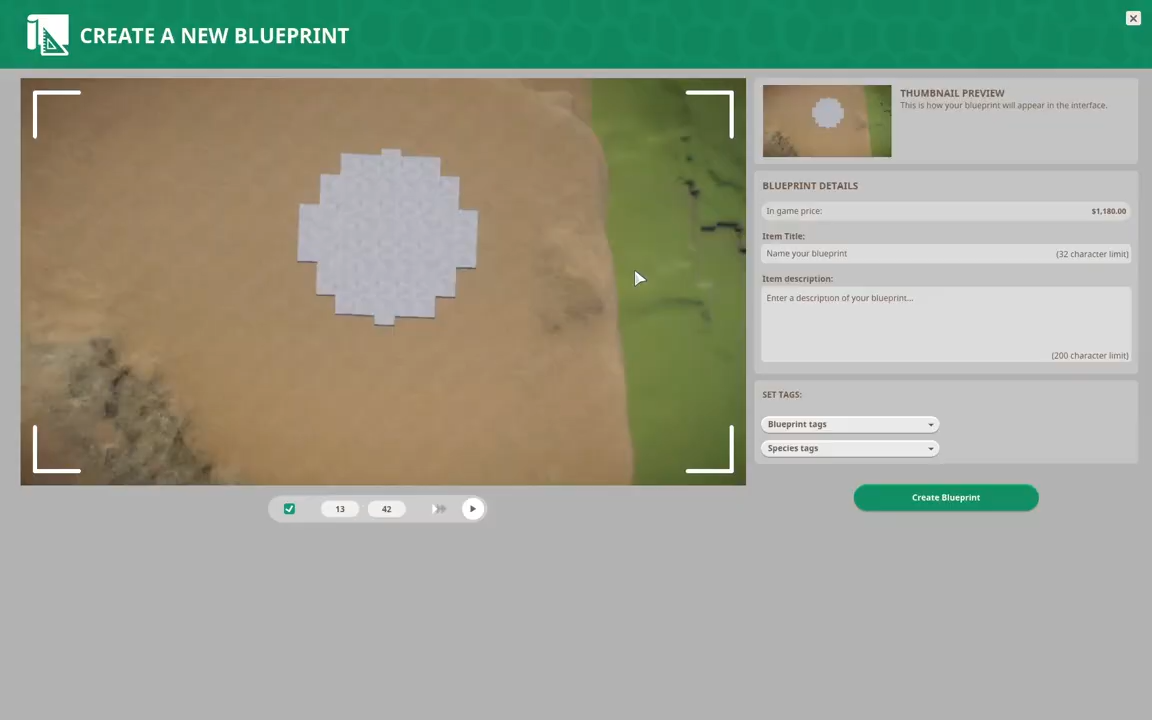 CREATE A NEW BLUEPRINT
THUMBNAIL PREVIEW
This is how your blueprint will appear in the interface.
BLUEPRINT DETAILS
In game price: $1,180.00
Item Title:
Name your blueprint (32 character limit)
Item description:
Enter a description of your blueprint...
(200 character limit)
SET TAGS:
Blueprint tags
Species tags
13 42
Create Blueprint